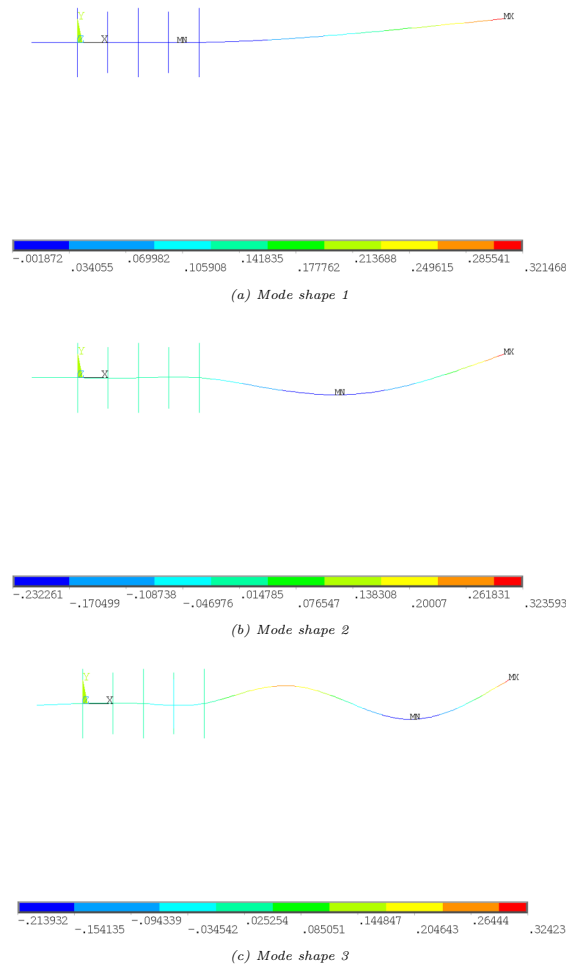 Y
Z X MN MX
-.001872 .069982 .141835 .213688 .285541
.034055 .105908 .177762 .249615 .321468
(a) Mode shape 1
Y
Z X
MX
MN
-.232261 -.108738 .014785 .138308 .261831
-.170499 -.046976 .076547 .20007 .323593
(b) Mode shape 2
Y
Z X
MX
MN
-.213932 -.094339 .025254 .144847 .26444
-.154135 -.034542 .085051 .204643 .32423
(c) Mode shape 3